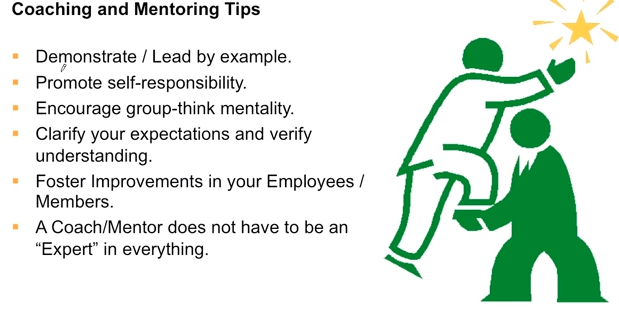 Coaching and Mentoring Tips
Demonstrate / Lead by example.
Promote self-responsibility.
Encourage group-think mentality.
Clarify your expectations and verify
understanding.
Foster Improvements in your Employees /
Members.
A Coach/Mentor does not have to be an
“Expert” in everything.